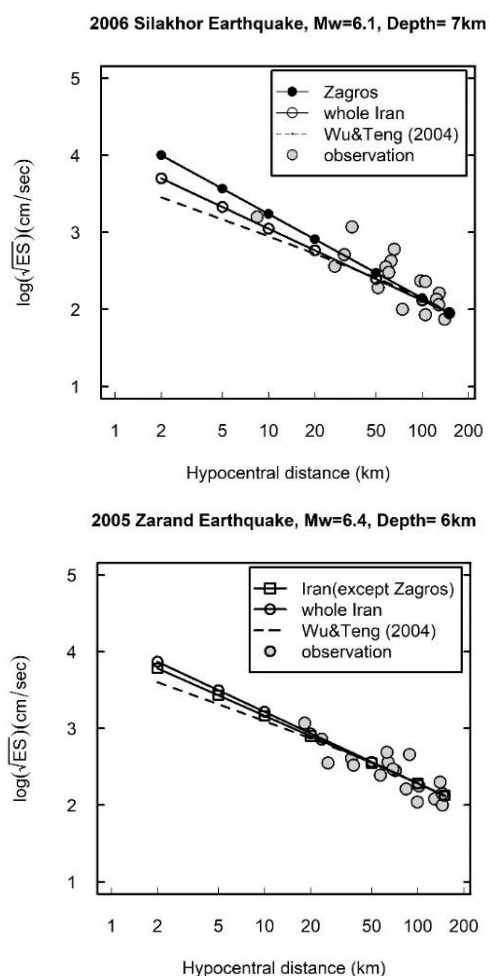 2006 Silakhor Earthquake, Mw=6.1, Depth= 7km
5
4
3
2
1
log(√ES)(cm/sec)
Zagros
whole Iran
Wu&Teng (2004)
observation
1 2 5 10 20 50 100 200
Hypocentral distance (km)
2005 Zarand Earthquake, Mw=6.4, Depth= 6km
5
4
3
2
1
log(√ES)(cm/sec)
Iran(except Zagros)
whole Iran
Wu&Teng (2004)
observation
1 2 5 10 20 50 100 200
Hypocentral distance (km)